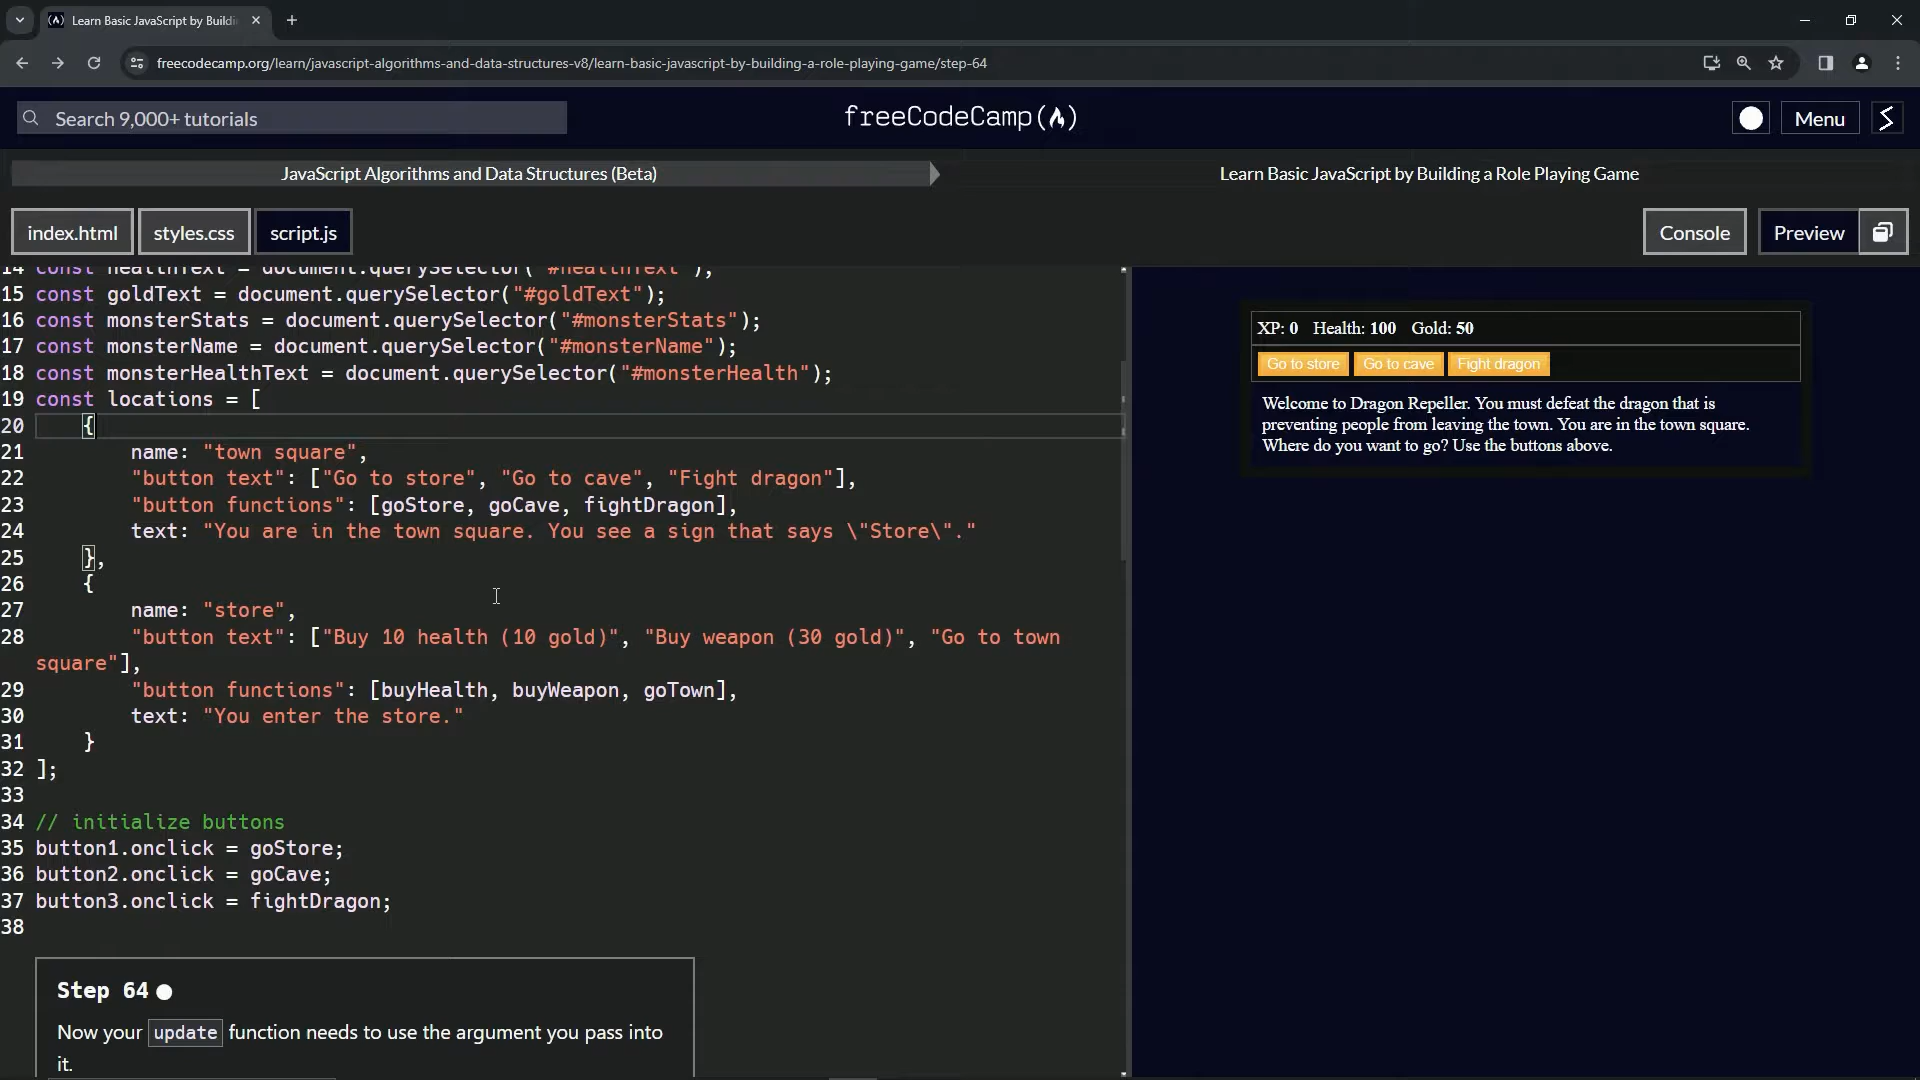 Learn Basic JavaScript by Buildi
freecodecamp.org/learn/javascript-algorithms-and-data-structures-v8/learn-basic-javascript-by-building-a-role-playing-game/step-64
Search 9,000+ tutorials
freeCodeCamp
Menu
JavaScript Algorithms and Data Structures (Beta)
Learn Basic JavaScript by Building a Role Playing Game
index.html
styles.css
script.js
Console
Preview
14 const healthText = document.querySelector("#healthText");
15 const goldText = document.querySelector("#goldText");
16 const monsterStats = document.querySelector("#monsterStats");
17 const monsterName = document.querySelector("#monsterName");
18 const monsterHealthText = document.querySelector("#monsterHealth");
19 const locations = [
20 {
21 name: "town square",
22 "button text": ["Go to store", "Go to cave", "Fight dragon"],
23 "button functions": [goStore, goCave, fightDragon],
24 text: "You are in the town square. You see a sign that says \"Store\"."
25 },
26 {
27 name: "store",
28 "button text": ["Buy 10 health (10 gold)", "Buy weapon (30 gold)", "Go to town
square"],
29 "button functions": [buyHealth, buyWeapon, goTown],
30 text: "You enter the store."
31 }
32 ];
33
34 // initialize buttons
35 button1.onclick = goStore;
36 button2.onclick = goCave;
37 button3.onclick = fightDragon;
38
Step 64
Now your update function needs to use the argument you pass into
it.
XP: 0 Health: 100 Gold: 50
Go to store Go to cave Fight dragon
Welcome to Dragon Repeller. You must defeat the dragon that is
preventing people from leaving the town. You are in the town square.
Where do you want to go? Use the buttons above.